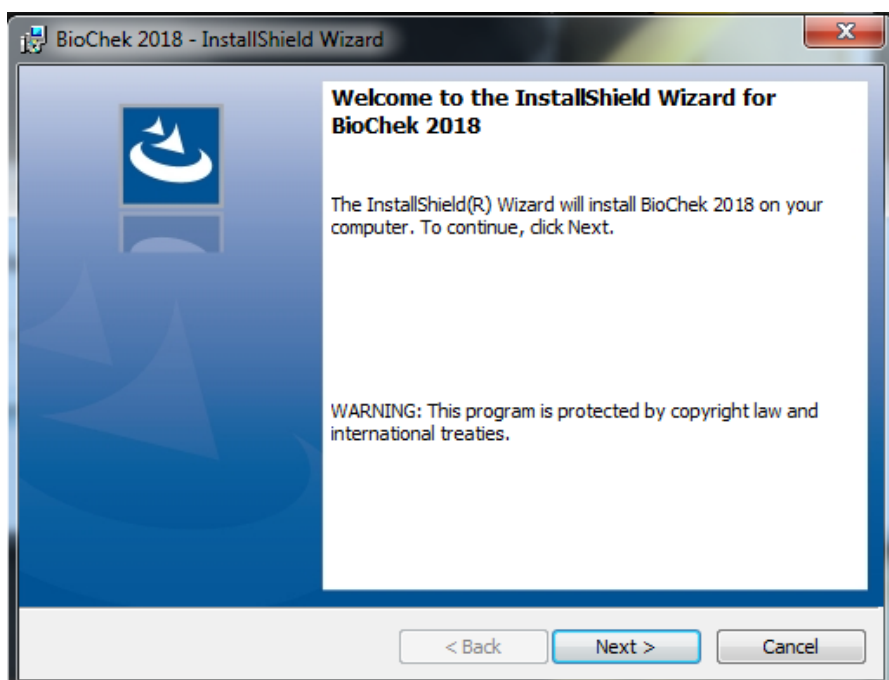 BioChek 2018 - InstallShield Wizard
Welcome to the InstallShield Wizard for
BioChek 2018
The InstallShield(R) Wizard will install BioChek 2018 on your
computer. To continue, click Next.
WARNING: This program is protected by copyright law and
international treaties.
< Back
Next >
Cancel